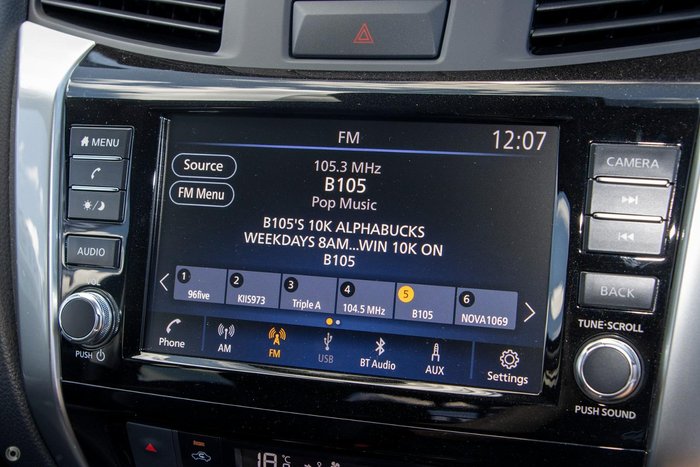 MENU
AUDIO
VOL
PUSH
FM
12:07
Source
FM Menu
105.3 MHz
B105
Pop Music
B105'S 10K ALPHABUCKS
WEEKDAYS 8AM...WIN 10K ON
B105
1 96five
2 KIIS973
3 Triple A
4 104.5 MHz
5 B105
6 NOVA1069
Phone
AM
FM
USB
BT Audio
AUX
Settings
CAMERA
BACK
TUNE·SCROLL
PUSH SOUND
18 °C